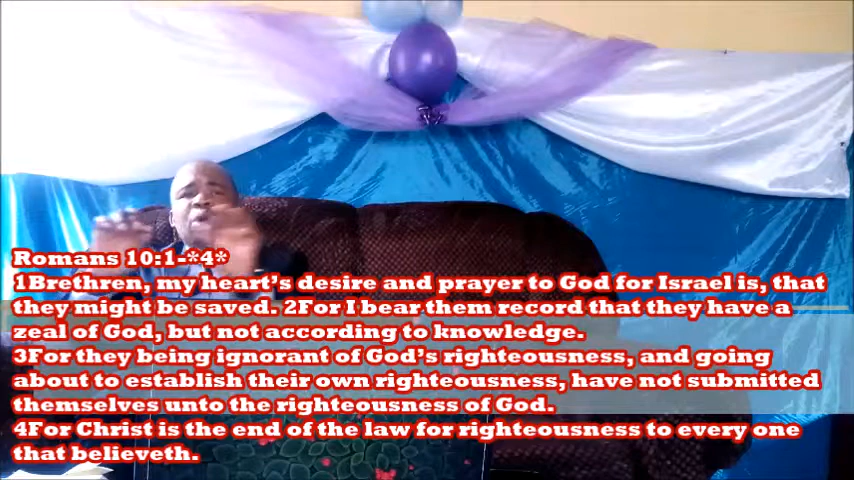 Romans 10:1-*4*
1Brethren, my heart's desire and prayer to God for Israel is, that
they might be saved. 2For I bear them record that they have a
zeal of God, but not according to knowledge.
3For they being ignorant of God's righteousness, and going
about to establish their own righteousness, have not submitted
themselves unto the righteousness of God.
4For Christ is the end of the law for righteousness to every one
that believeth.